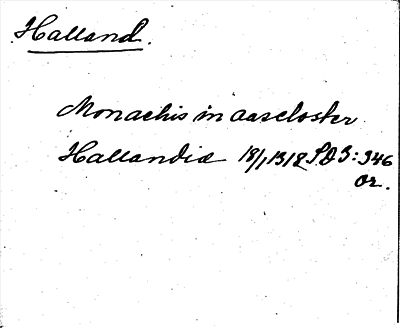 Halland.
Monachis in aascloster
Hallandie 18/1 1318 SD3:346
or.